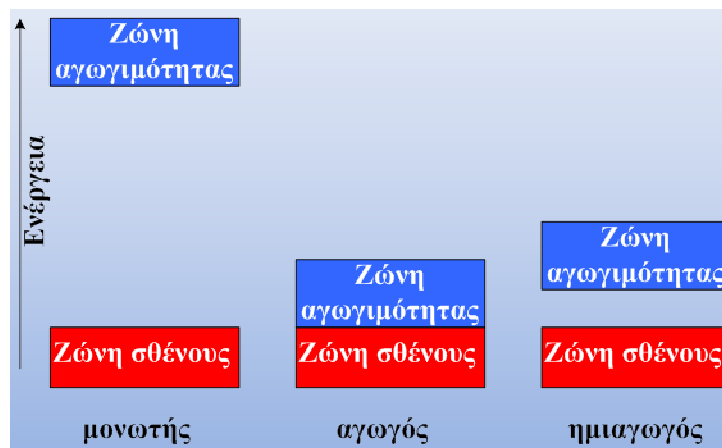 Ζώνη
αγωγιμότητας
Ενέργεια
Ζώνη
αγωγιμότητας
Ζώνη
αγωγιμότητας
Ζώνη σθένους
Ζώνη σθένους
Ζώνη σθένους
μονωτής
αγωγός
ημιαγωγός